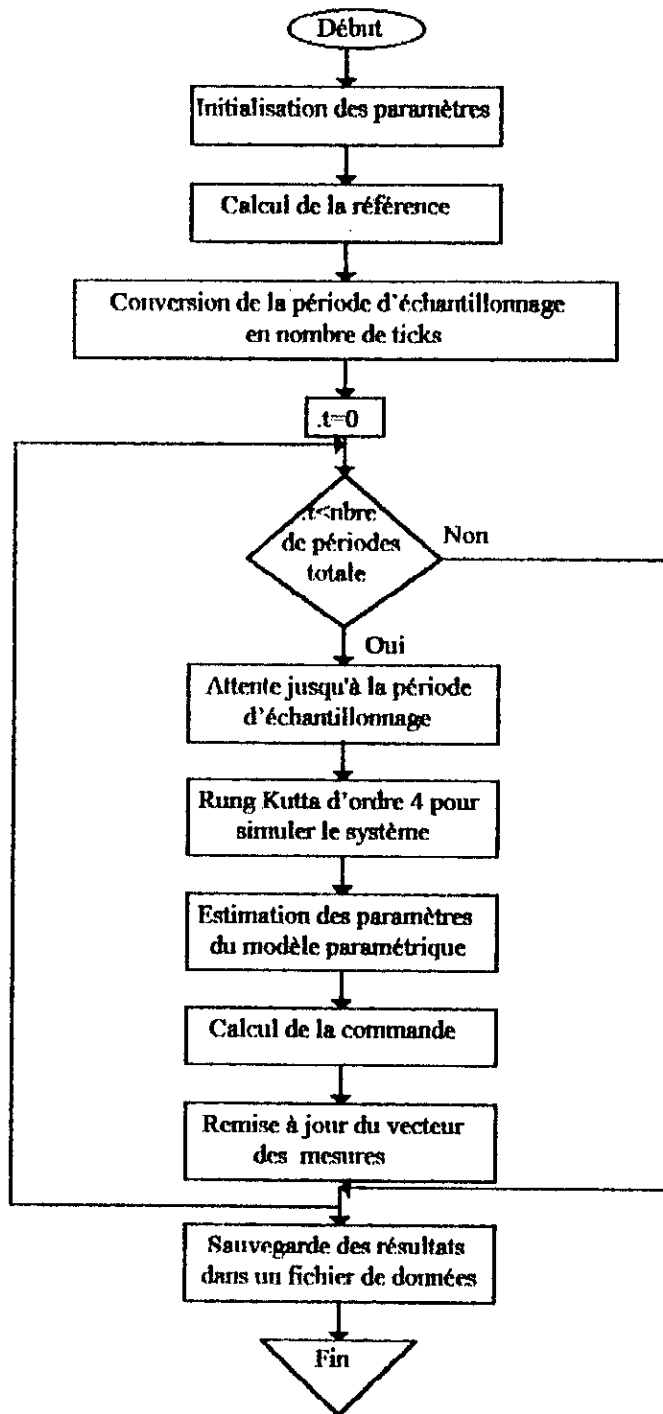 Début
Initialisation des paramètres
Calcul de la référence
Conversion de la période d'échantillonnage
en nombre de ticks
.t=0
.t<nbre
de périodes
totale
Non
Oui
Attente jusqu'à la période
d'échantillonnage
Rung Kutta d'ordre 4 pour
simuler le système
Estimation des paramètres
du modèle paramétrique
Calcul de la commande
Remise à jour du vecteur
des mesures
Sauvegarde des résultats
dans un fichier de données
Fin